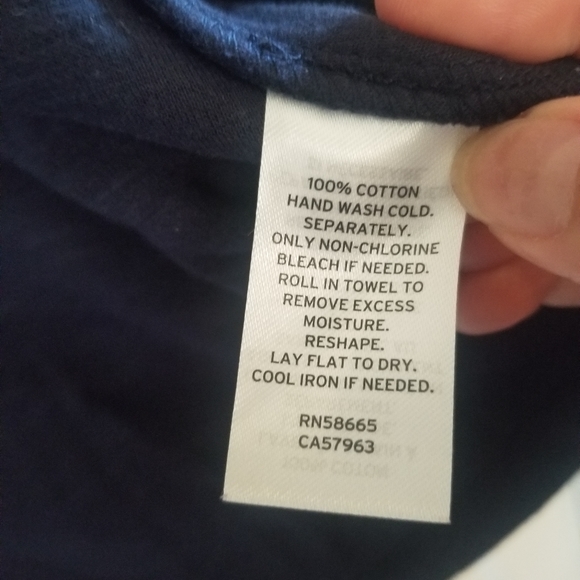 100% COTTON
HAND WASH COLD.
SEPARATELY.
ONLY NON-CHLORINE
BLEACH IF NEEDED.
ROLL IN TOWEL TO
REMOVE EXCESS
MOISTURE.
RESHAPE.
LAY FLAT TO DRY.
COOL IRON IF NEEDED.
RN58665
CA57963